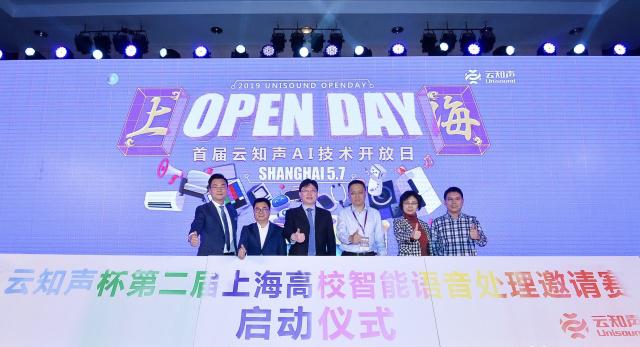 2019 UNISOUND OPENDAY
云知声
Unisound
上 OPEN DAY 海
首届云知声AI技术开放日
SHANGHAI 5.7
云知声杯第二届上海高校智能语音处理邀请赛
启动仪式
云知声
Unisound